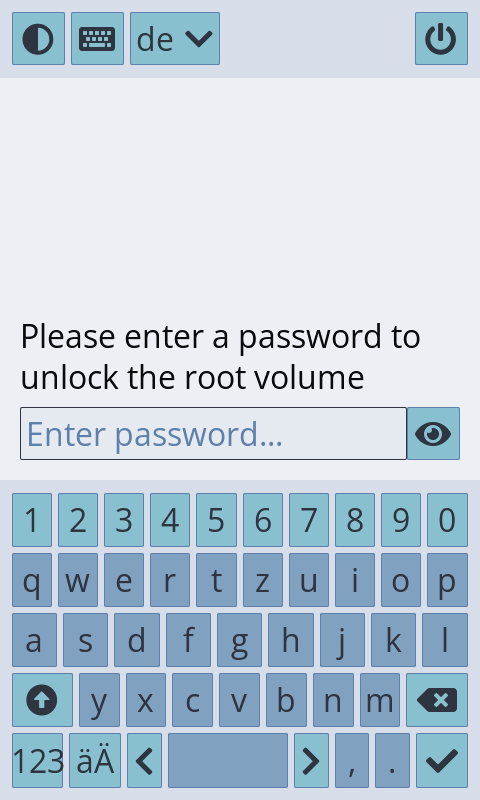 de
Please enter a password to
unlock the root volume
Enter password...
1 2 3 4 5 6 7 8 9 0
q w e r t z u i o p
a s d f g h j k l
y x c v b n m
123 äÄ < > , .